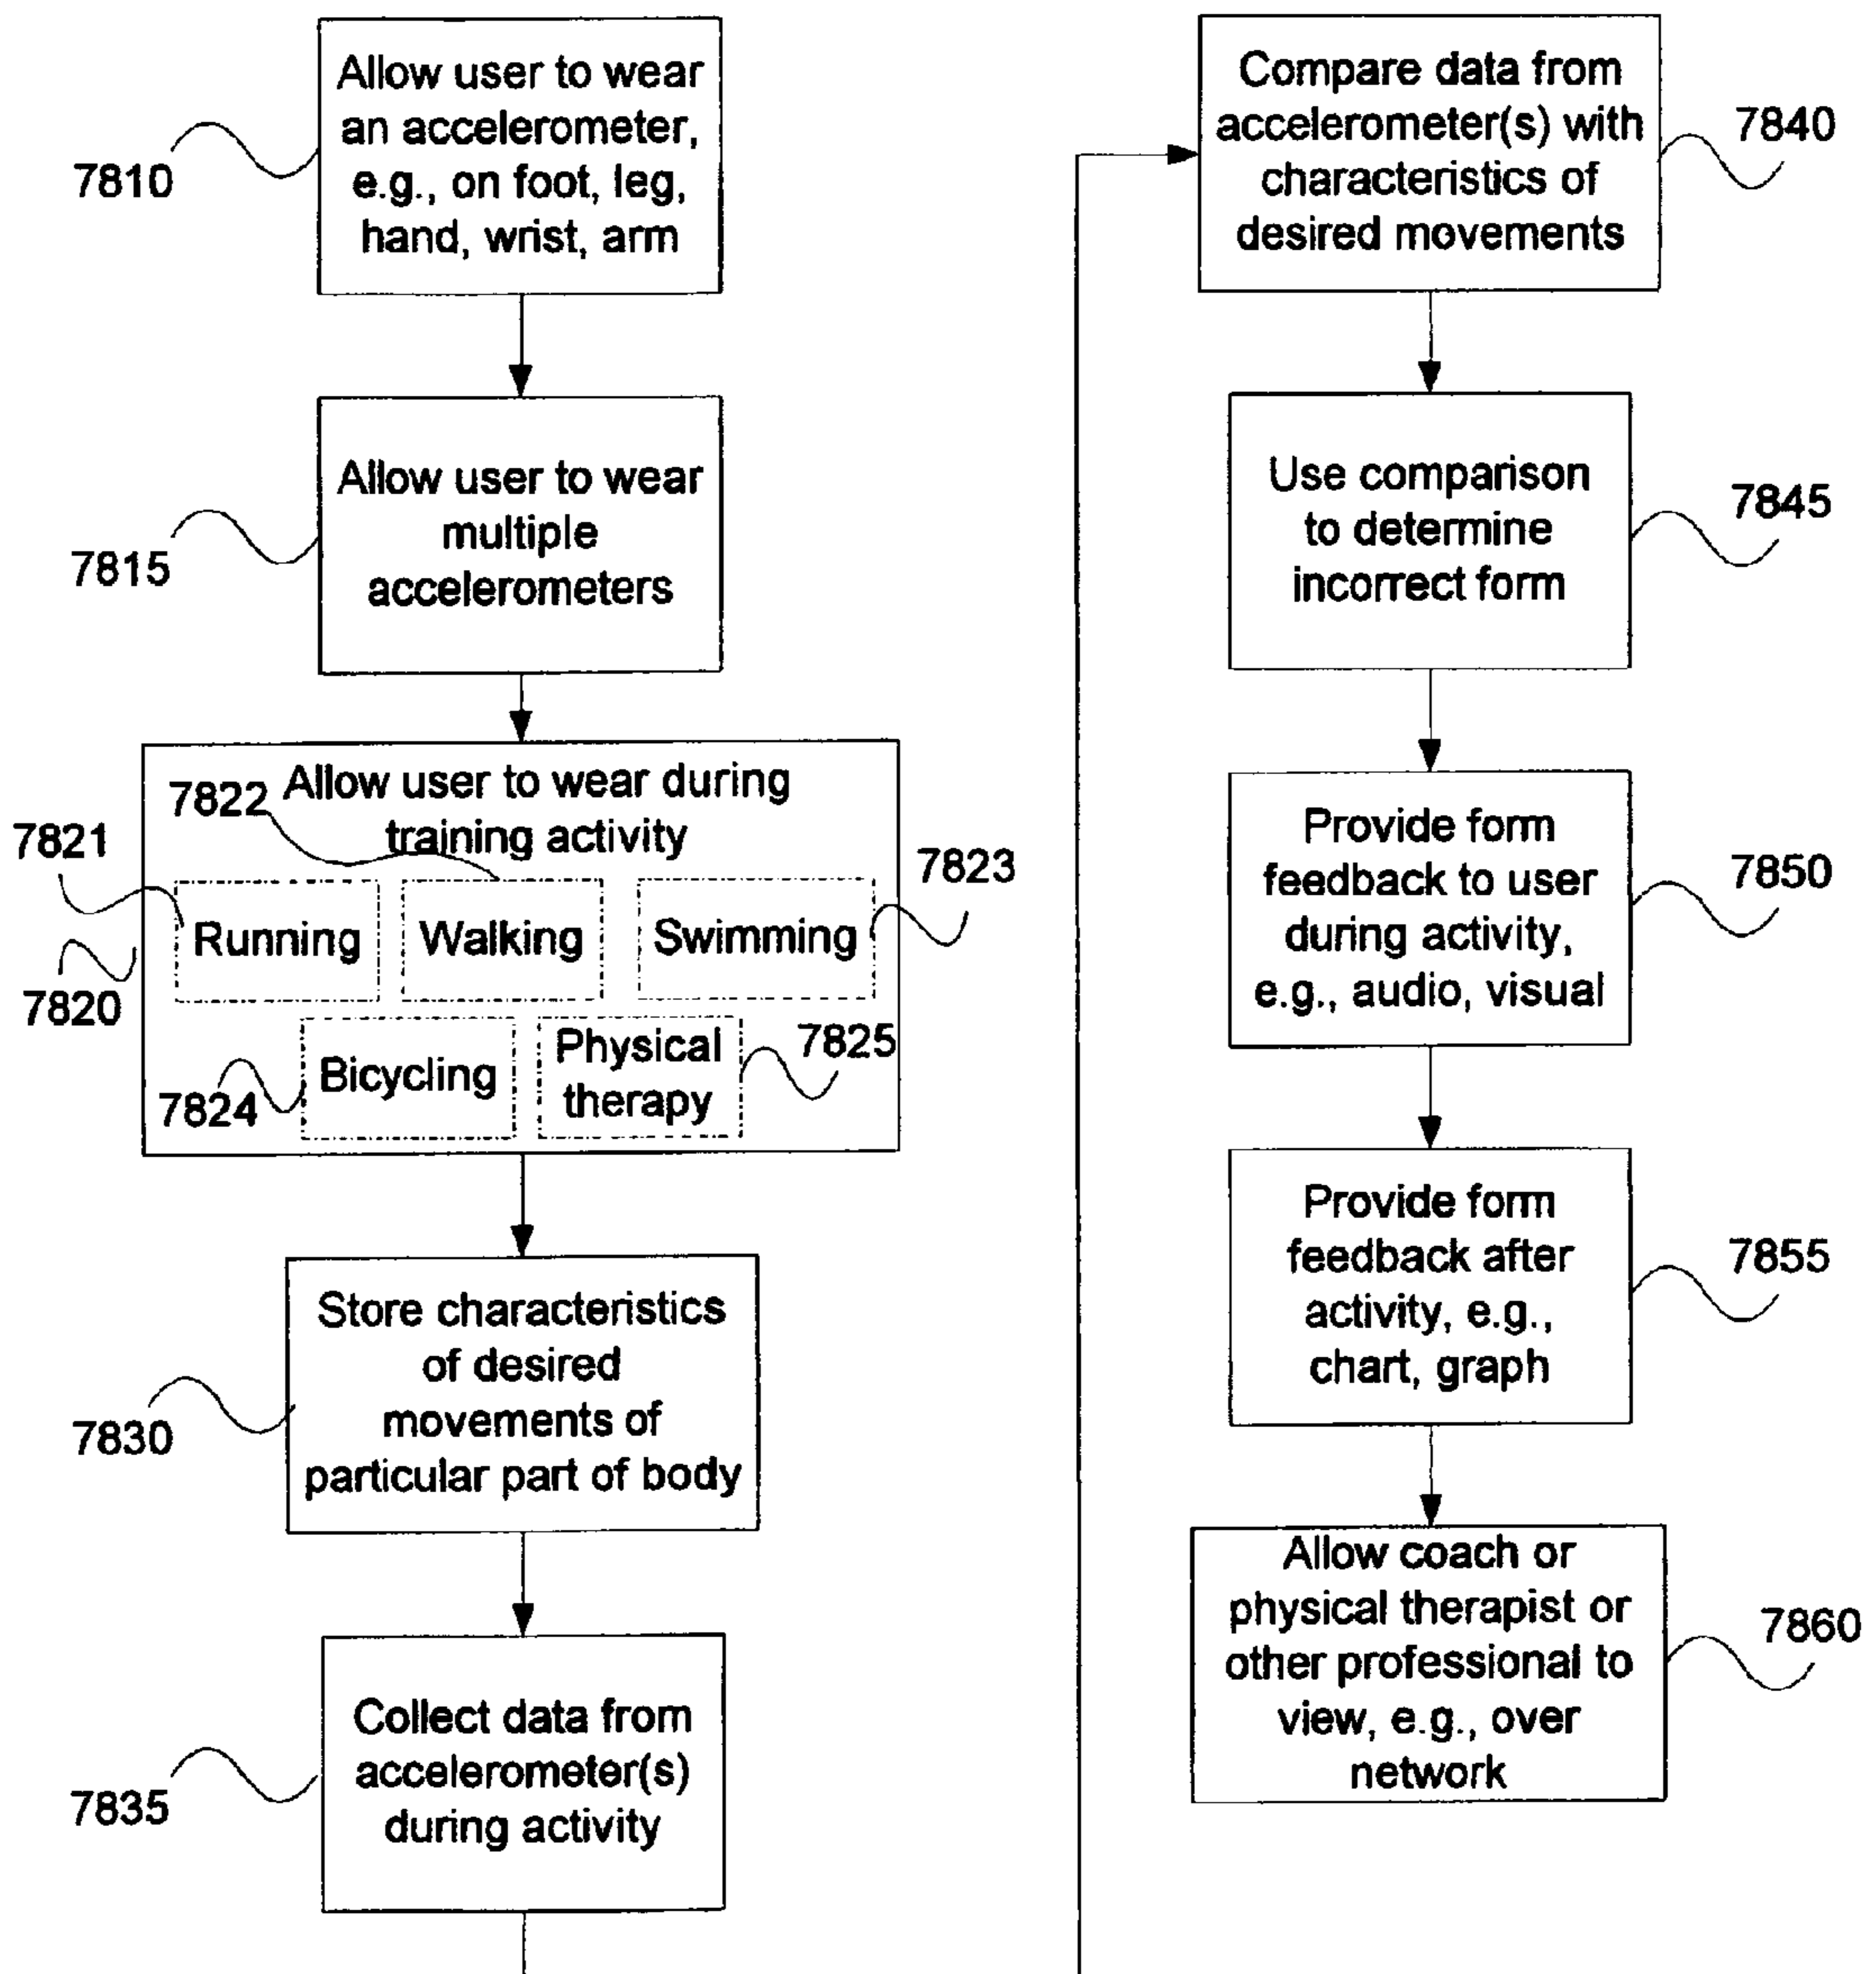 Allow user to wear
an accelerometer,
e.g., on foot, leg,
hand, wrist, arm
7810
Allow user to wear
multiple
accelerometers
7815
Allow user to wear during
training activity
7822
7821
7823
Running
Walking
Swimming
7820
Bicycling
Physical
therapy
7825
7824
Store characteristics
of desired
movements of
particular part of body
7830
Collect data from
accelerometer(s)
during activity
7835
Compare data from
accelerometer(s) with
characteristics of
desired movements
7840
Use comparison
to determine
incorrect form
7845
Provide form
feedback to user
during activity,
e.g., audio, visual
7850
Provide form
feedback after
activity, e.g.,
chart, graph
7855
Allow coach or
physical therapist or
other professional to
view, e.g., over
network
7860